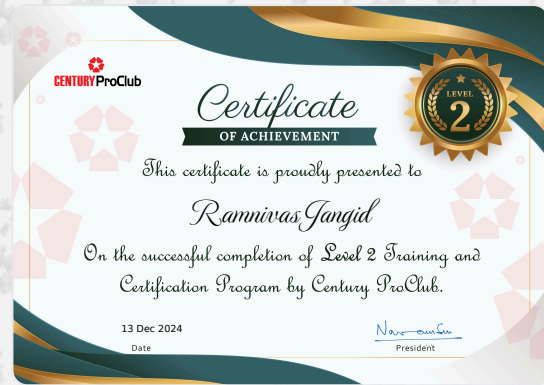 CENTURY ProClub
Certificate
OF ACHIEVEMENT
LEVEL
2
This certificate is proudly presented to
Ramnivas Jangid
On the successful completion of Level 2 Training and
Certification Program by Century ProClub.
13 Dec 2024
Date
President